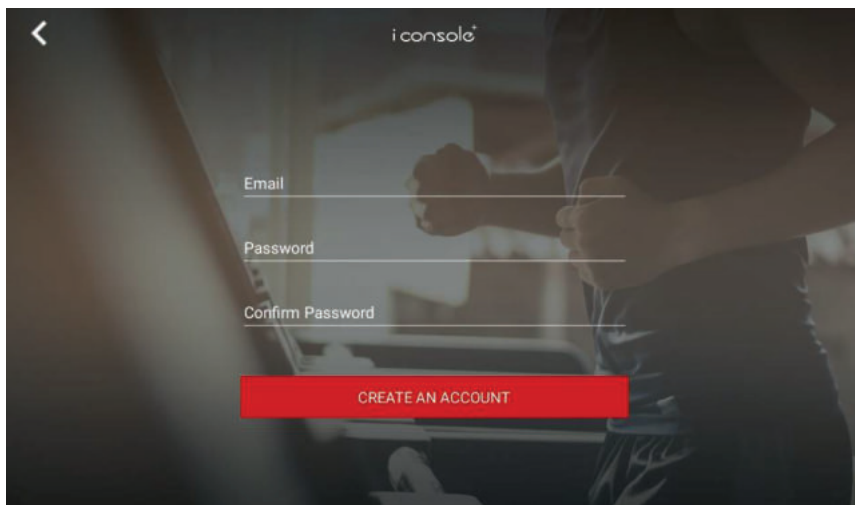 i console+
Email
Password
Confirm Password
CREATE AN ACCOUNT